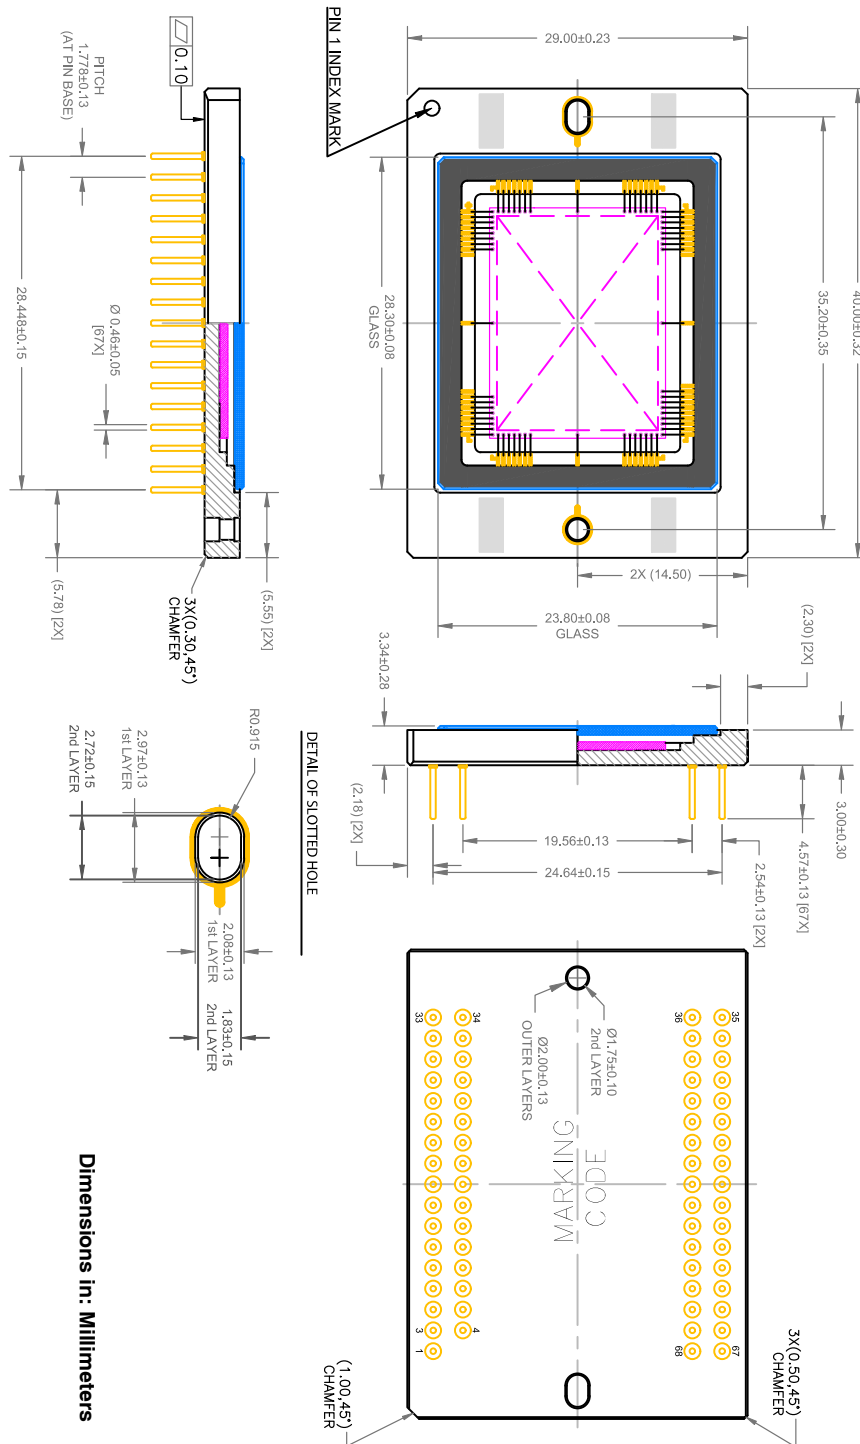 PIN 1 INDEX MARK
29.00±0.23
40.00±0.32
35.20±0.35
28.30±0.08
GLASS
2X (14.50)
23.80±0.08
GLASS
0.10
PITCH
1.778±0.13
(AT PIN BASE)
28.448±0.15
Ø 0.46±0.05
[67X]
(5.78) [2X]
(5.55) [2X]
3X(0.30,45°)
CHAMFER
(2.30) [2X]
3.34±0.28
3.00±0.30
4.57±0.13 [67X]
2.54±0.13 [2X]
19.56±0.13
24.64±0.15
(2.18) [2X]
DETAIL OF SLOTTED HOLE
R0.915
2.97±0.13
1st LAYER
2.72±0.15
2nd LAYER
2.08±0.13
1st LAYER
1.83±0.15
2nd LAYER
33
34
36
35
Ø1.75±0.10
2nd LAYER
Ø2.00±0.13
OUTER LAYERS
MARKING
CODE
3
4
1
68
67
3X(0.50,45°)
CHAMFER
(1.00,45°)
CHAMFER
Dimensions in: Millimeters